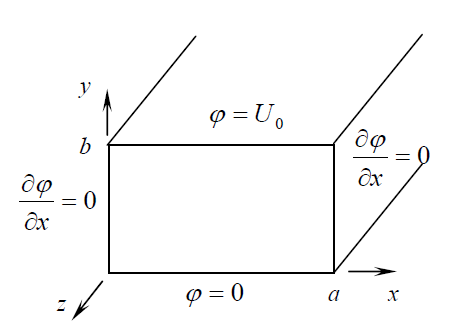 y
φ = U₀
b
∂φ/∂x = 0
∂φ/∂x = 0
z
φ = 0
a
x